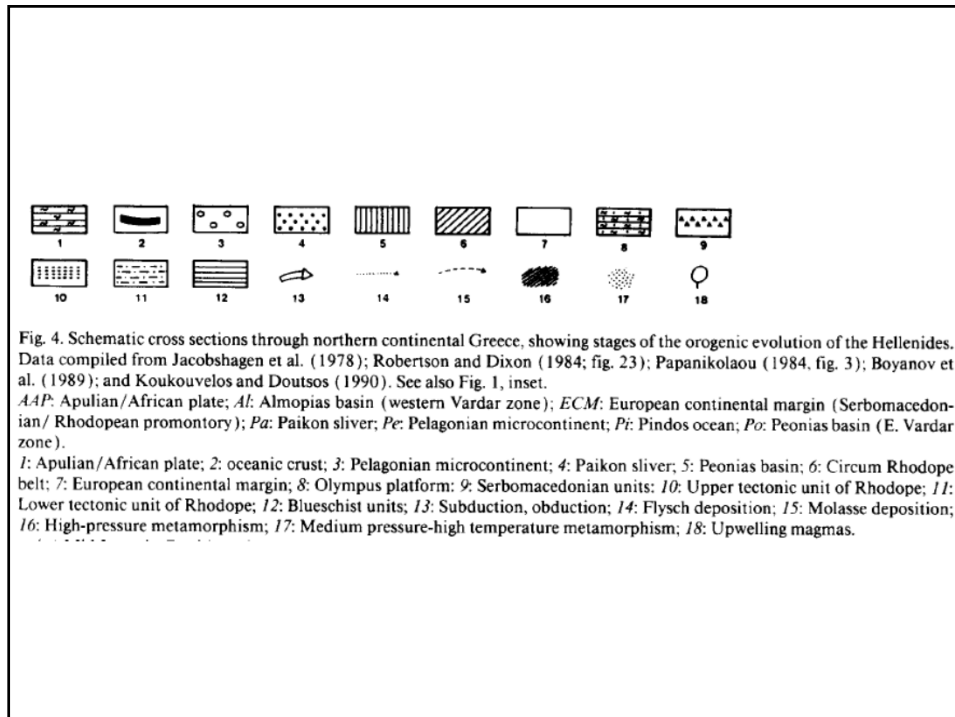 1 2 3 4 5 6 7 8 9
10 11 12 13 14 15 16 17 18
Fig. 4. Schematic cross sections through northern continental Greece, showing stages of the orogenic evolution of the Hellenides.
Data compiled from Jacobshagen et al. (1978); Robertson and Dixon (1984; fig. 23); Papanikolaou (1984, fig. 3); Boyanov et
al. (1989); and Koukouvelos and Doutsos (1990). See also Fig. 1, inset.
AAP: Apulian/African plate; Al: Almopias basin (western Vardar zone); ECM: European continental margin (Serbomacedon-
ian/ Rhodopean promontory); Pa: Paikon sliver; Pe: Pelagonian microcontinent; Pi: Pindos ocean; Po: Peonias basin (E. Vardar
zone).
1: Apulian/African plate; 2: oceanic crust; 3: Pelagonian microcontinent; 4: Paikon sliver; 5: Peonias basin; 6: Circum Rhodope
belt; 7: European continental margin; 8: Olympus platform: 9: Serbomacedonian units: 10: Upper tectonic unit of Rhodope; 11:
Lower tectonic unit of Rhodope; 12: Blueschist units; 13: Subduction, obduction; 14: Flysch deposition; 15: Molasse deposition;
16: High-pressure metamorphism; 17: Medium pressure-high temperature metamorphism; 18: Upwelling magmas.